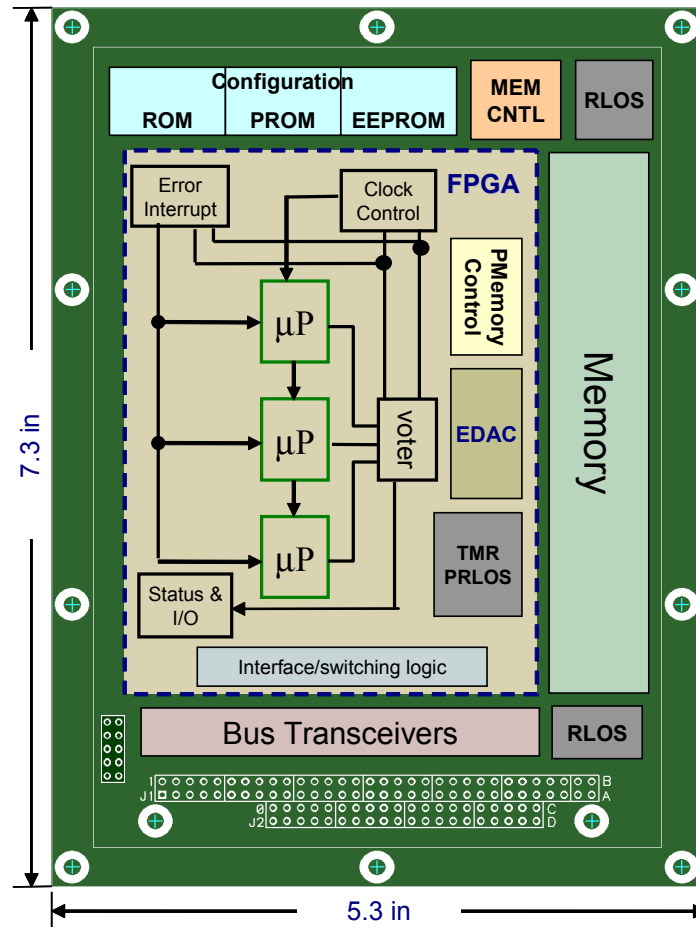 Configuration
ROM PROM EEPROM
MEM
CNTL
RLOS
Error
Interrupt
Clock
Control
FPGA
PMemory
Control
µP
µP
µP
voter
EDAC
TMR
PRLOS
Memory
Status &
I/O
Interface/switching logic
Bus Transceivers
RLOS
1 B
J1 A
0 C
J2 D
7.3 in
5.3 in